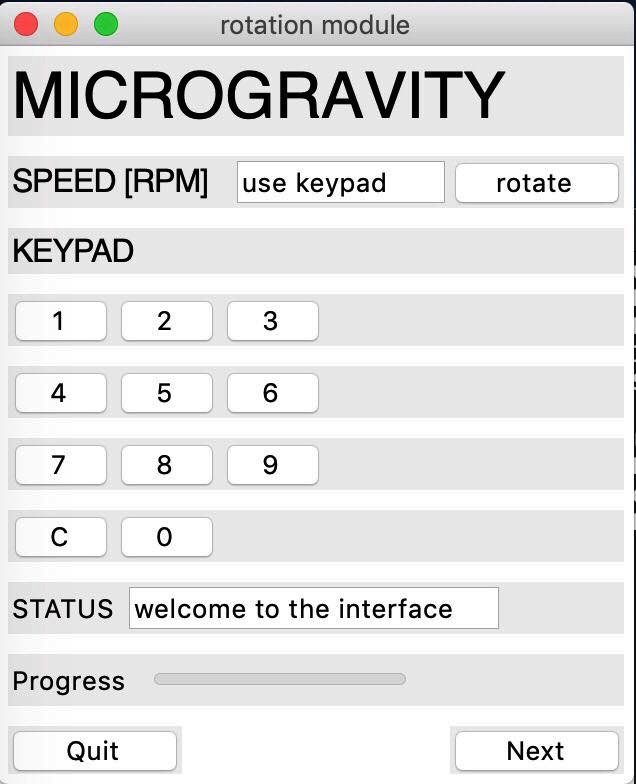 rotation module
MICROGRAVITY
SPEED [RPM] use keypad rotate
KEYPAD
1 2 3
4 5 6
7 8 9
C 0
STATUS welcome to the interface
Progress
Quit Next